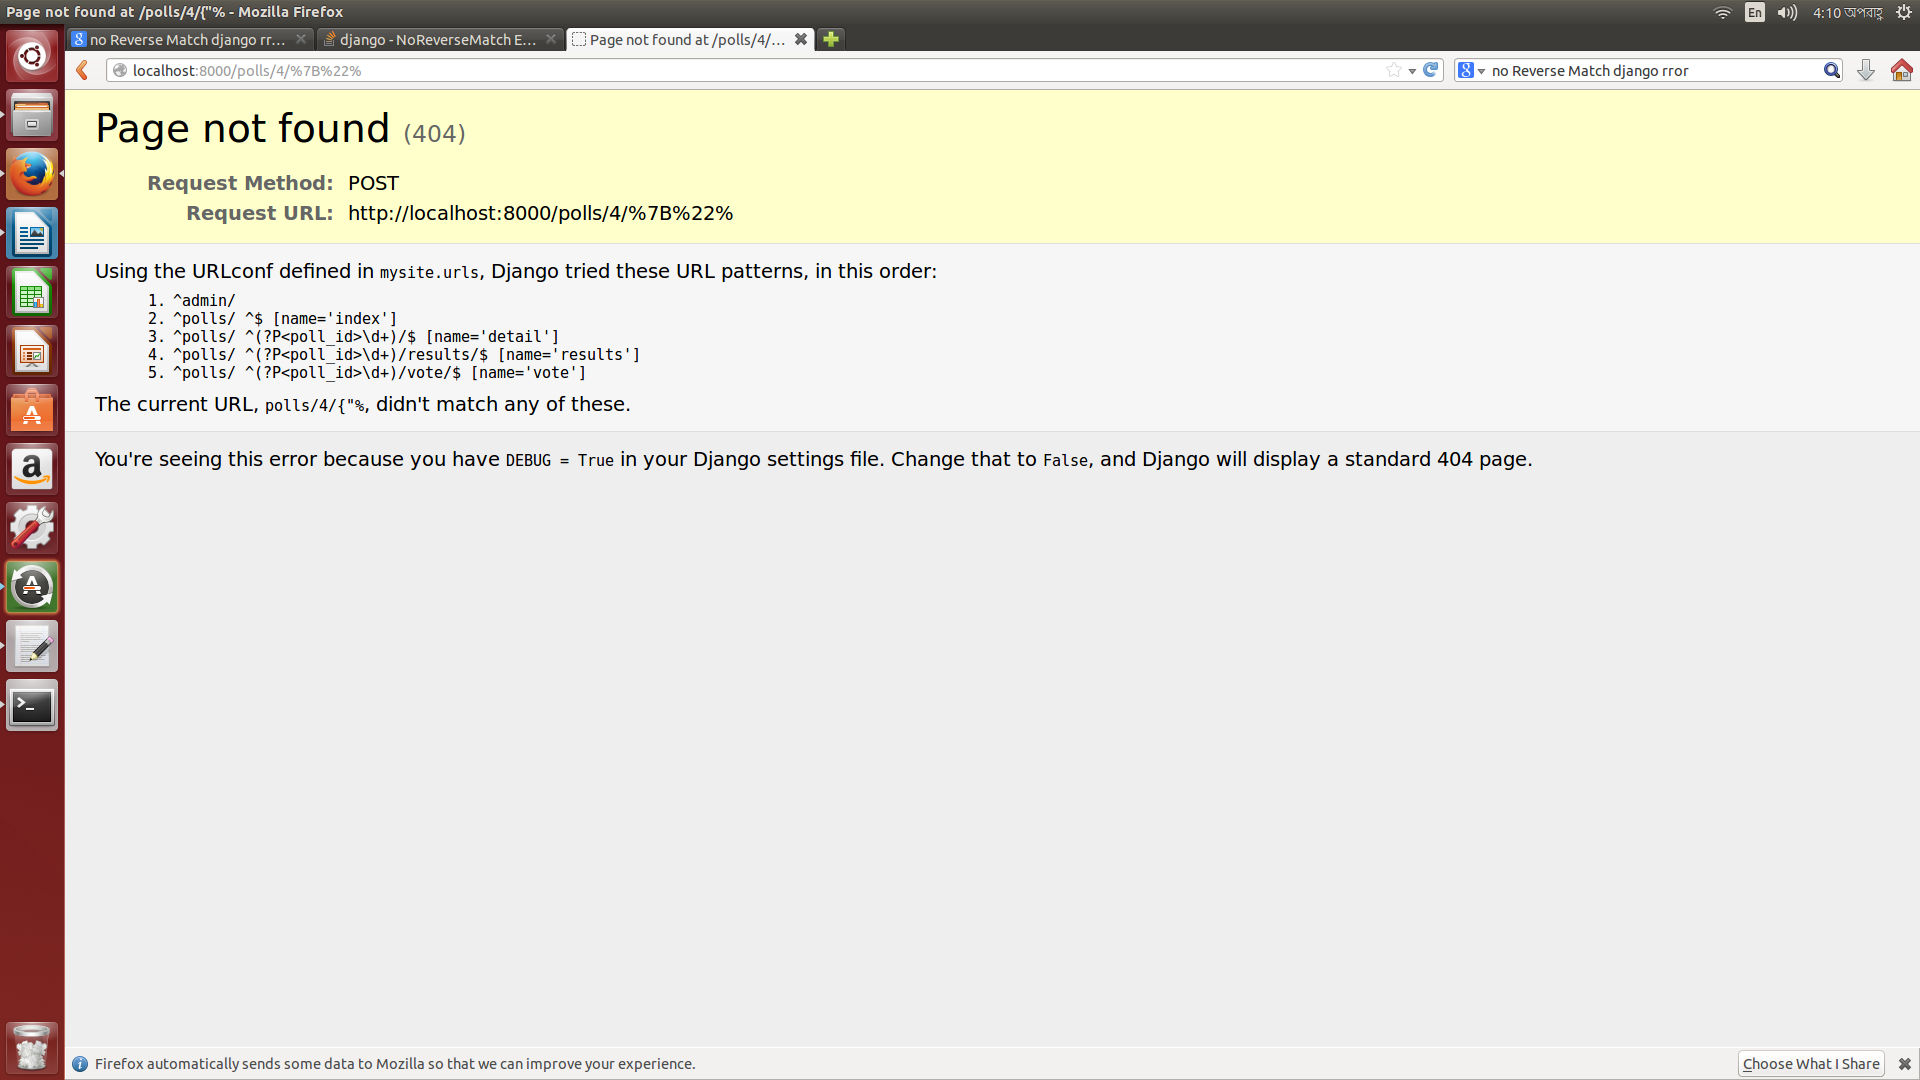 Page not found at /polls/4/{"% - Mozilla Firefox
En
4:10 অপরাহ্ণ
no Reverse Match django rr...
django - NoReverseMatch E...
Page not found at /polls/4/...
localhost:8000/polls/4/%7B%22%
no Reverse Match django rror
Page not found (404)
Request Method: POST
Request URL: http://localhost:8000/polls/4/%7B%22%
Using the URLconf defined in mysite.urls, Django tried these URL patterns, in this order:
1. ^admin/
2. ^polls/ ^$ [name='index']
3. ^polls/ ^(?P<poll_id>\d+)/$ [name='detail']
4. ^polls/ ^(?P<poll_id>\d+)/results/$ [name='results']
5. ^polls/ ^(?P<poll_id>\d+)/vote/$ [name='vote']
The current URL, polls/4/{"%, didn't match any of these.
You're seeing this error because you have DEBUG = True in your Django settings file. Change that to False, and Django will display a standard 404 page.
Firefox automatically sends some data to Mozilla so that we can improve your experience.
Choose What I Share